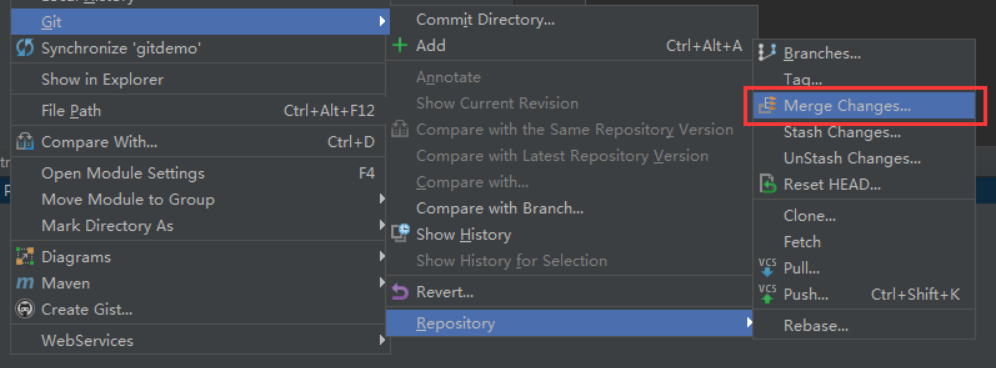 Local History
Git
Synchronize 'gitdemo'
Show in Explorer
File Path Ctrl+Alt+F12
Compare With... Ctrl+D
Open Module Settings F4
Move Module to Group
Mark Directory As
Diagrams
Maven
Create Gist...
WebServices
Commit Directory...
Add Ctrl+Alt+A
Annotate
Show Current Revision
Compare with the Same Repository Version
Compare with Latest Repository Version
Compare with...
Compare with Branch...
Show History
Show History for Selection
Revert...
Repository
Branches...
Tag...
Merge Changes...
Stash Changes...
UnStash Changes...
Reset HEAD...
Clone...
Fetch
VCS Pull...
VCS Push... Ctrl+Shift+K
Rebase...